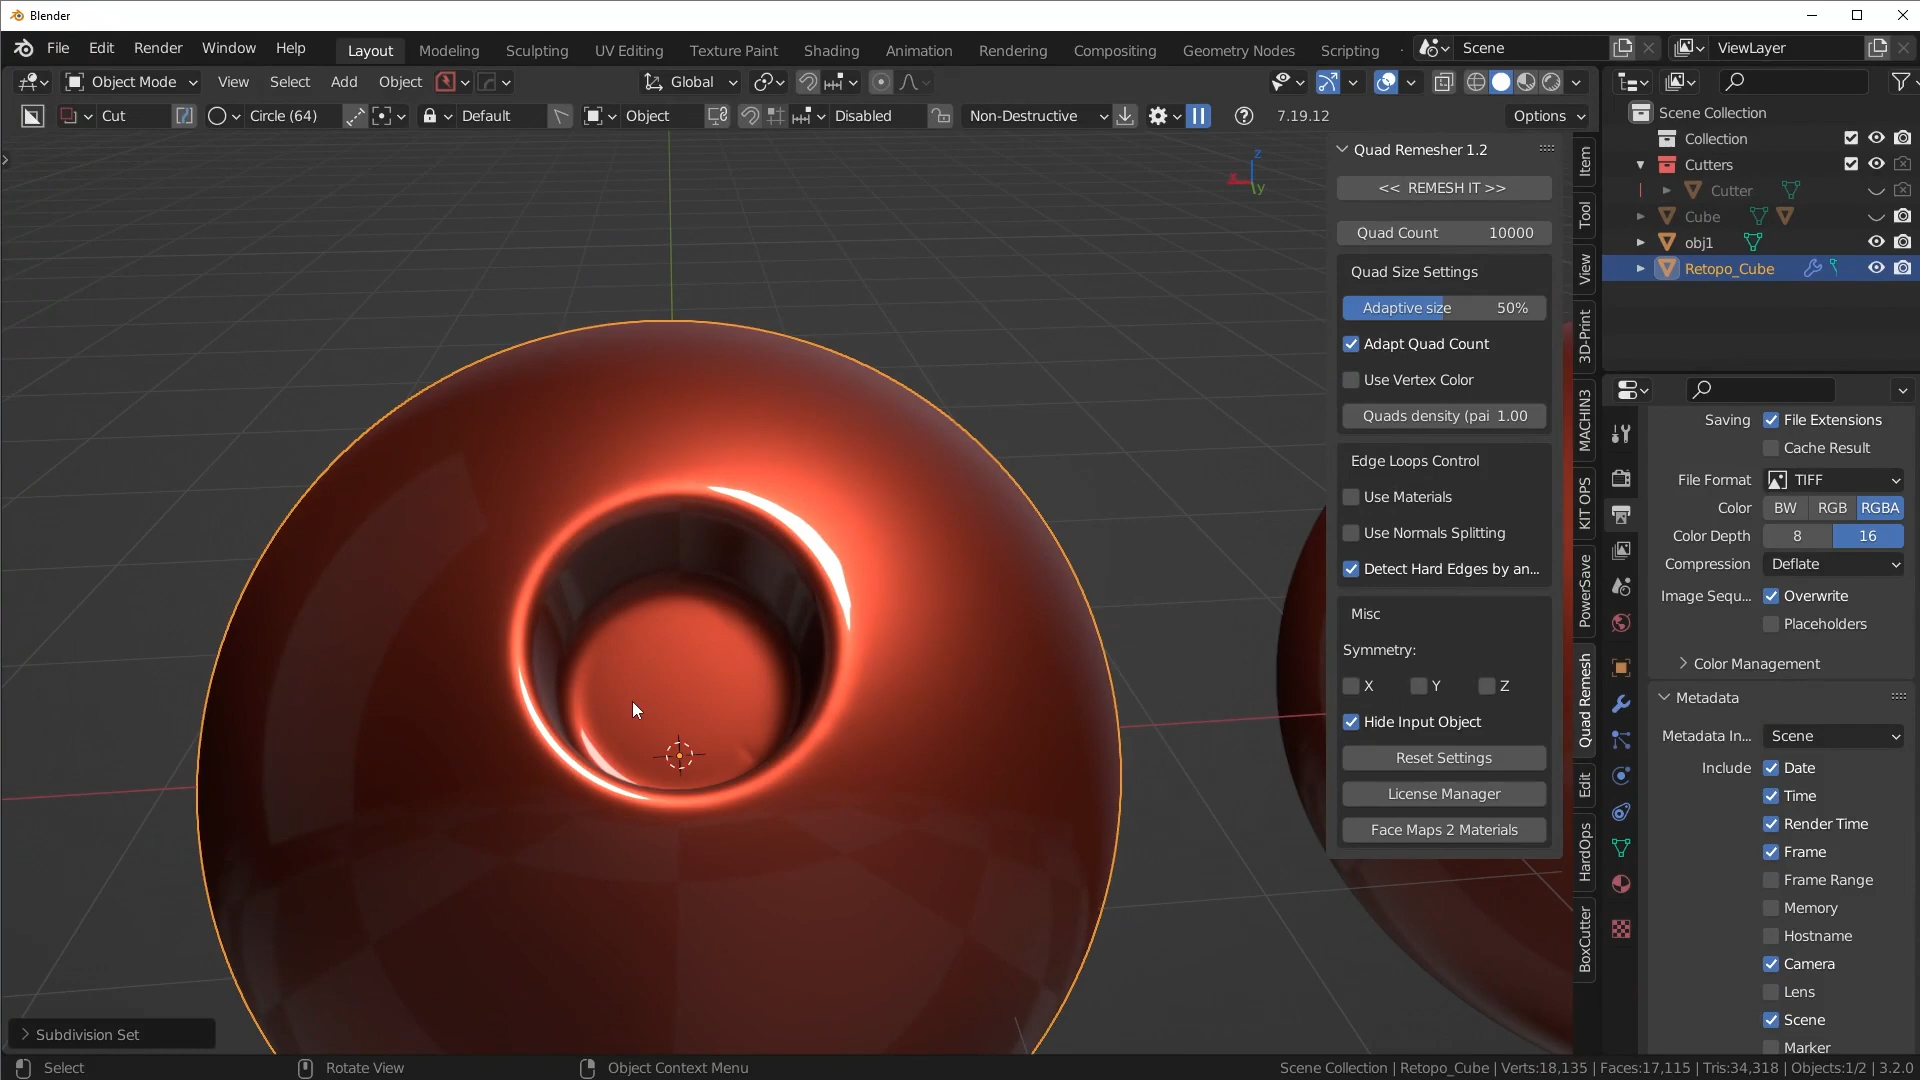 Blender
File Edit Render Window Help Layout Modeling Sculpting UV Editing Texture Paint Shading Animation Rendering Compositing Geometry Nodes Scripting Scene ViewLayer
Object Mode View Select Add Object Global
Cut Circle (64) Default Object Disabled Non-Destructive 7.19.12 Options
Scene Collection
Collection
Cutters
Cutter
Cube
obj1
Retopo_Cube
z
x
y
Quad Remesher 1.2
<< REMESH IT >>
Quad Count 10000
Quad Size Settings
Adaptive size 50%
Adapt Quad Count
Use Vertex Color
Quads density (pai 1.00
Edge Loops Control
Use Materials
Use Normals Splitting
Detect Hard Edges by an...
Misc
Symmetry:
X Y Z
Hide Input Object
Reset Settings
License Manager
Face Maps 2 Materials
Item
Tool
View
3D-Print
MACHIN3
KIT OPS
PowerSave
Quad Remesh
Edit
HardOps
BoxCutter
Saving File Extensions
Cache Result
File Format TIFF
Color BW RGB RGBA
Color Depth 8 16
Compression Deflate
Image Sequ... Overwrite
Placeholders
Color Management
Metadata
Metadata In... Scene
Include Date
Time
Render Time
Frame
Frame Range
Memory
Hostname
Camera
Lens
Scene
Marker
Subdivision Set
Select Rotate View Object Context Menu Scene Collection | Retopo_Cube | Verts:18,135 | Faces:17,115 | Tris:34,318 | Objects:1/2 | 3.2.0